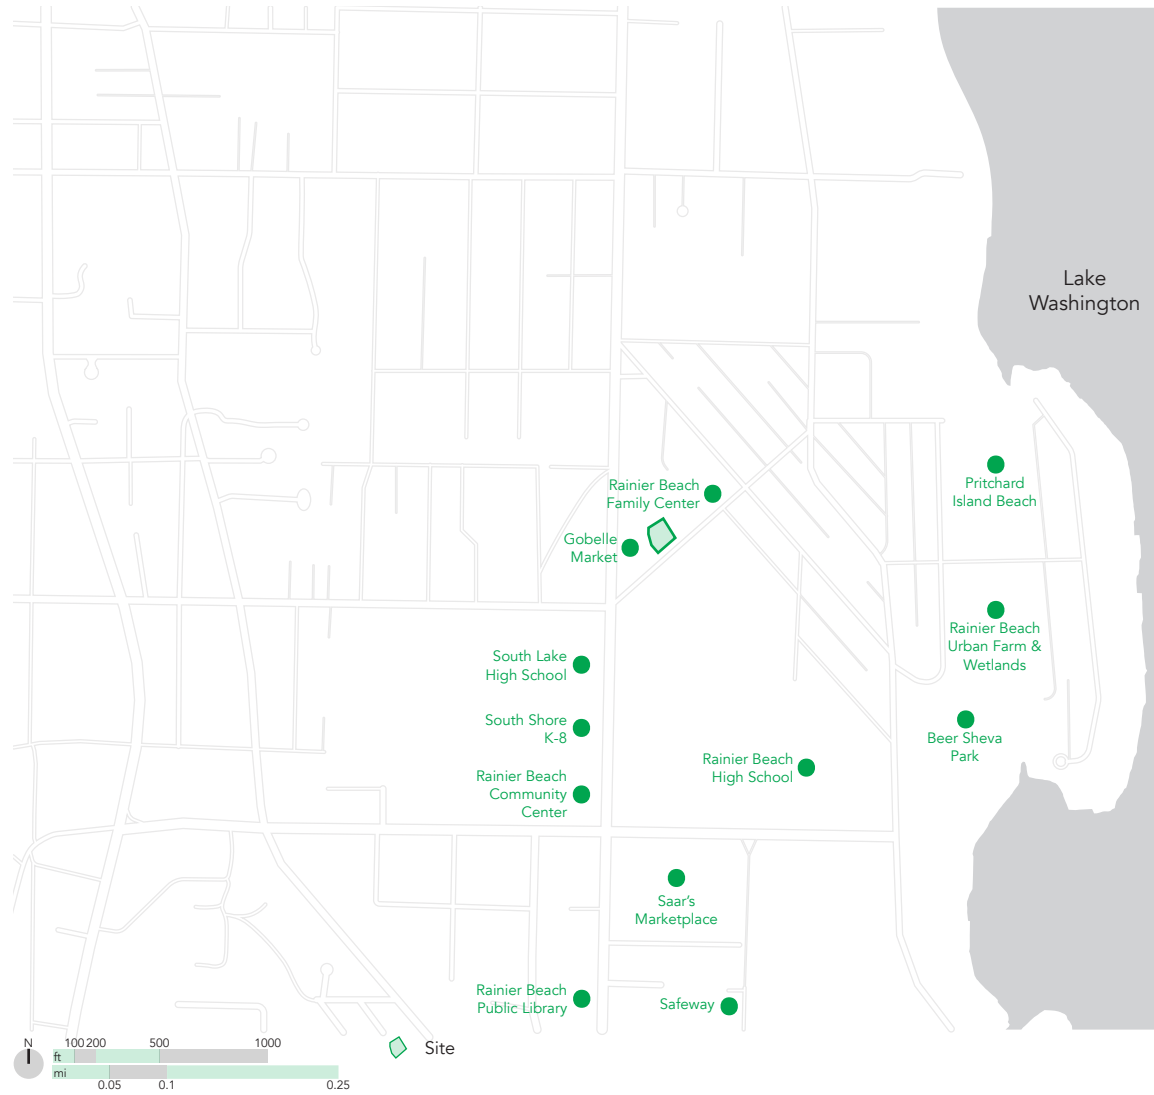 Lake
Washington
Rainier Beach
Family Center
Pritchard
Island Beach
Gobelle
Market
Rainier Beach
Urban Farm &
Wetlands
South Lake
High School
South Shore
K-8
Beer Sheva
Park
Rainier Beach
High School
Rainier Beach
Community
Center
Saar's
Marketplace
Rainier Beach
Public Library
Safeway
Site
N
100 200 500 1000
ft
mi
0.05 0.1 0.25